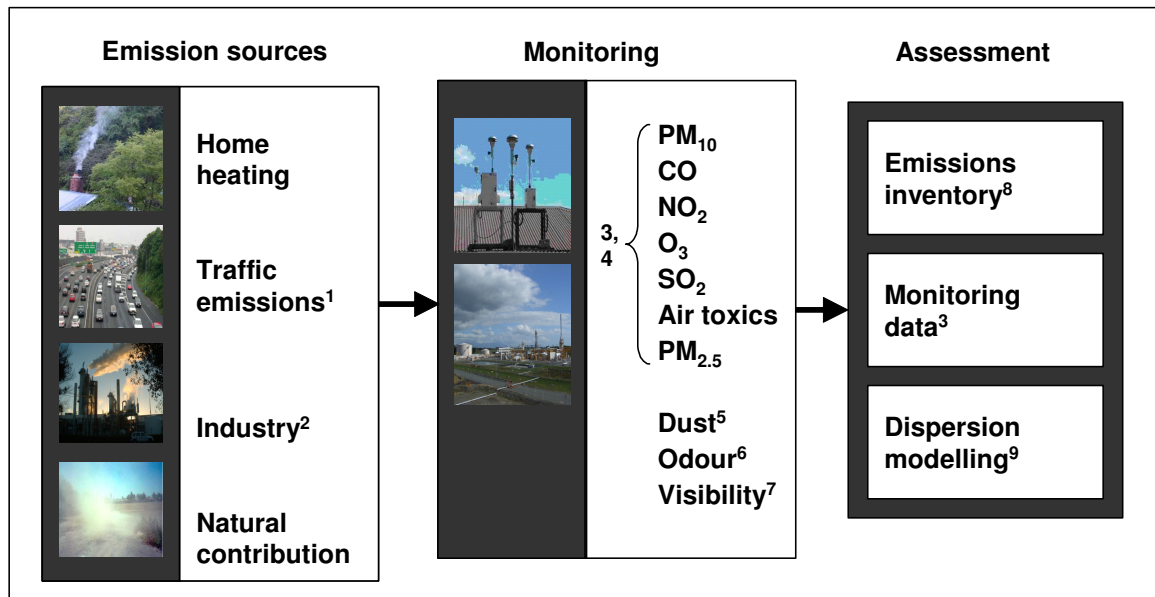 Emission sources
Home
heating
Traffic
emissions¹
Industry²
Natural
contribution
Monitoring
3,
4
PM₁₀
CO
NO₂
O₃
SO₂
Air toxics
PM₂.₅
Dust⁵
Odour⁶
Visibility⁷
Assessment
Emissions
inventory⁸
Monitoring
data³
Dispersion
modelling⁹